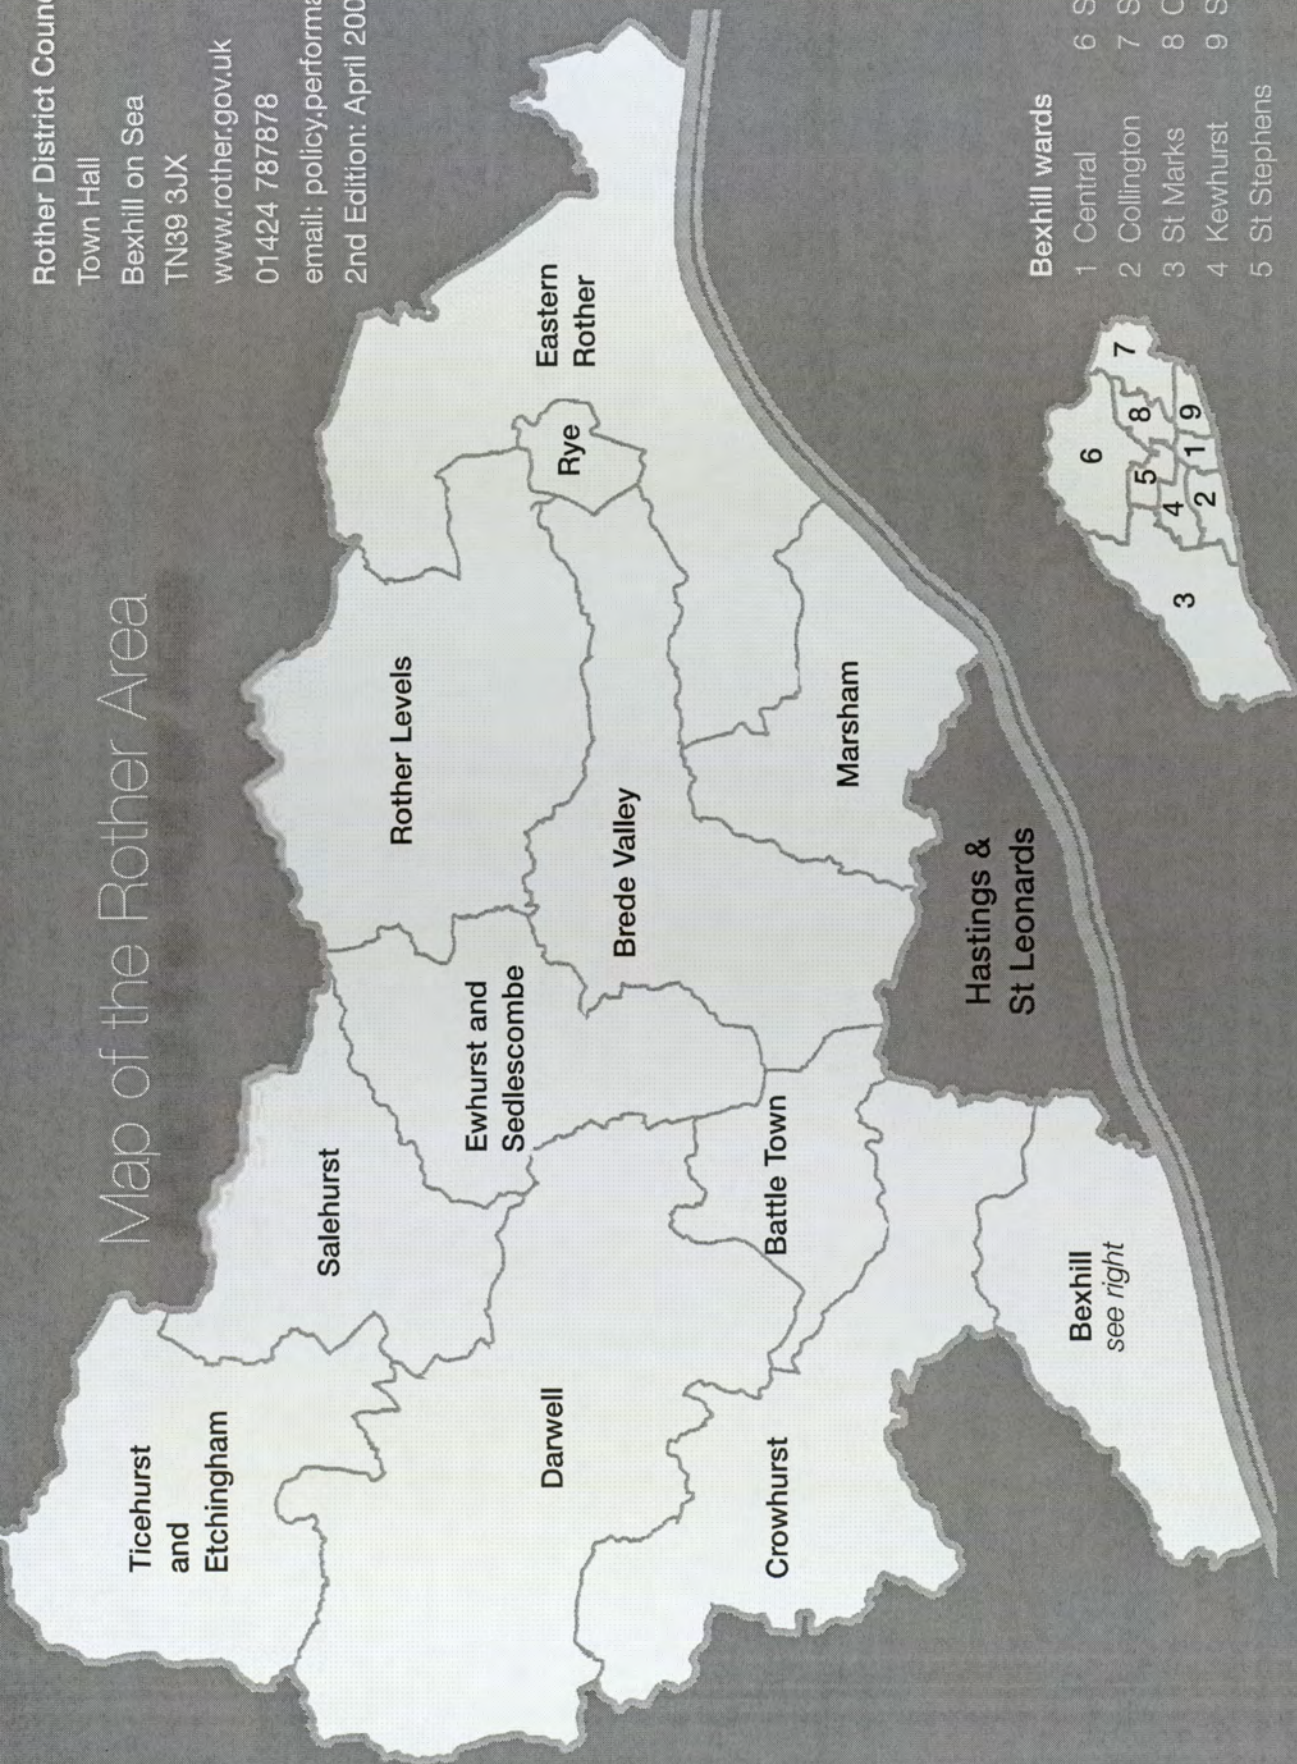 Map of the Rother Area
Rother District Counc
Town Hall
Bexhill on Sea
TN39 3JX
www.rother.gov.uk
01424 787878
email: policy.performa
2nd Edition: April 200
Ticehurst
and
Etchingham
Salehurst
Rother Levels
Eastern
Rother
Rye
Ewhurst and
Sedlescombe
Darwell
Brede Valley
Battle Town
Crowhurst
Marsham
Hastings &
St Leonards
Bexhill
see right
6
7
8
5
9
1
4
2
3
Bexhill wards
1 Central
2 Collington
3 St Marks
4 Kewhurst
5 St Stephens
6 S
7 S
8
9 S